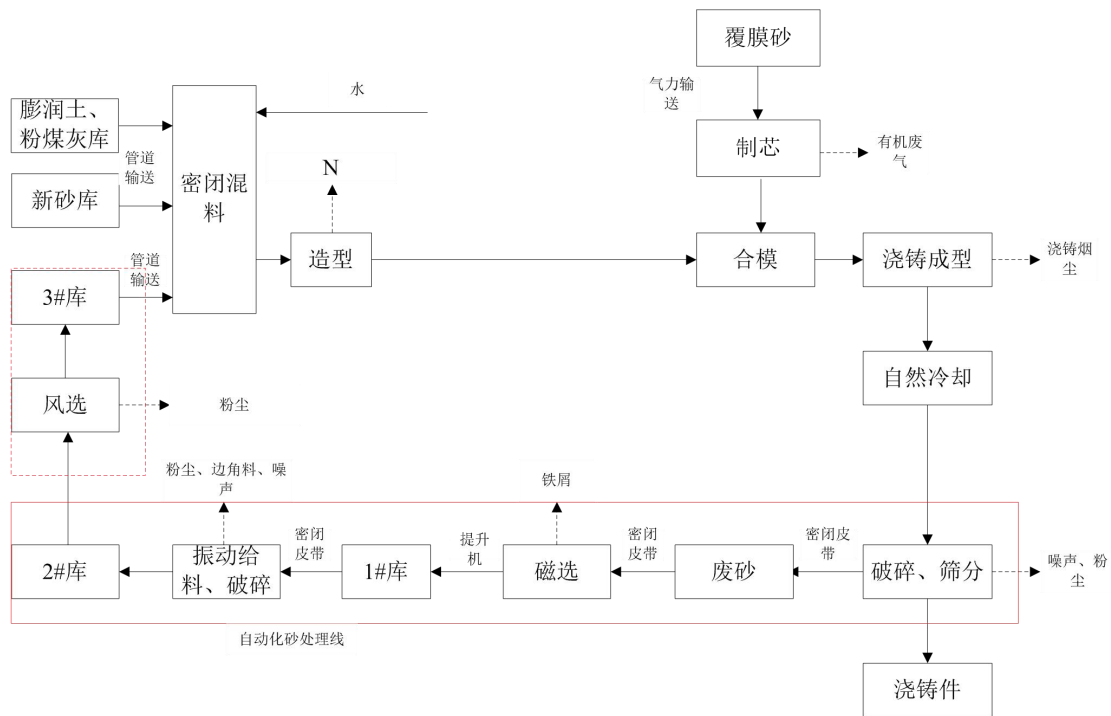 覆膜砂
气力输
送
水
膨润土、
粉煤灰库
管道
输送
密闭混
料
新砂库
N
制芯
有机废
气
造型
合模
浇铸成型
浇铸烟
尘
管道
输送
3#库
自然冷却
风选
粉尘
粉尘、边角料、噪
声
铁屑
2#库
振动给
料、破碎
密闭
皮带
1#库
提升
机
磁选
密闭
皮带
废砂
密闭皮
带
破碎、筛分
噪声、粉
尘
自动化砂处理线
浇铸件